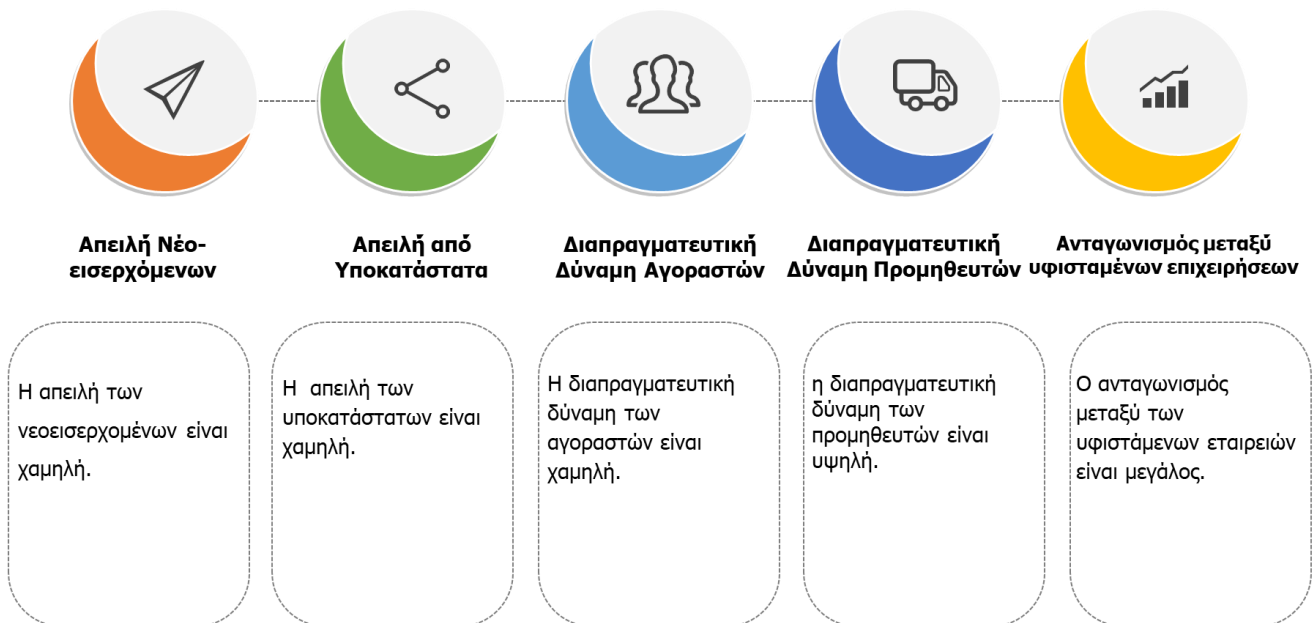 Απειλή Νέο-
εισερχόμενων
Απειλή από
Υποκατάστατα
Διαπραγματευτική
Δύναμη Αγοραστών
Διαπραγματευτική
Δύναμη Προμηθευτών
Ανταγωνισμός μεταξύ
υφισταμένων επιχειρήσεων
Η απειλή των
νεοεισερχομένων είναι
χαμηλή.
Η απειλή των
υποκατάστατων είναι
χαμηλή.
Η διαπραγματευτική
δύναμη των
αγοραστών είναι
χαμηλή.
η διαπραγματευτική
δύναμη των
προμηθευτών είναι
υψηλή.
Ο ανταγωνισμός
μεταξύ των
υφιστάμενων εταιρειών
είναι μεγάλος.